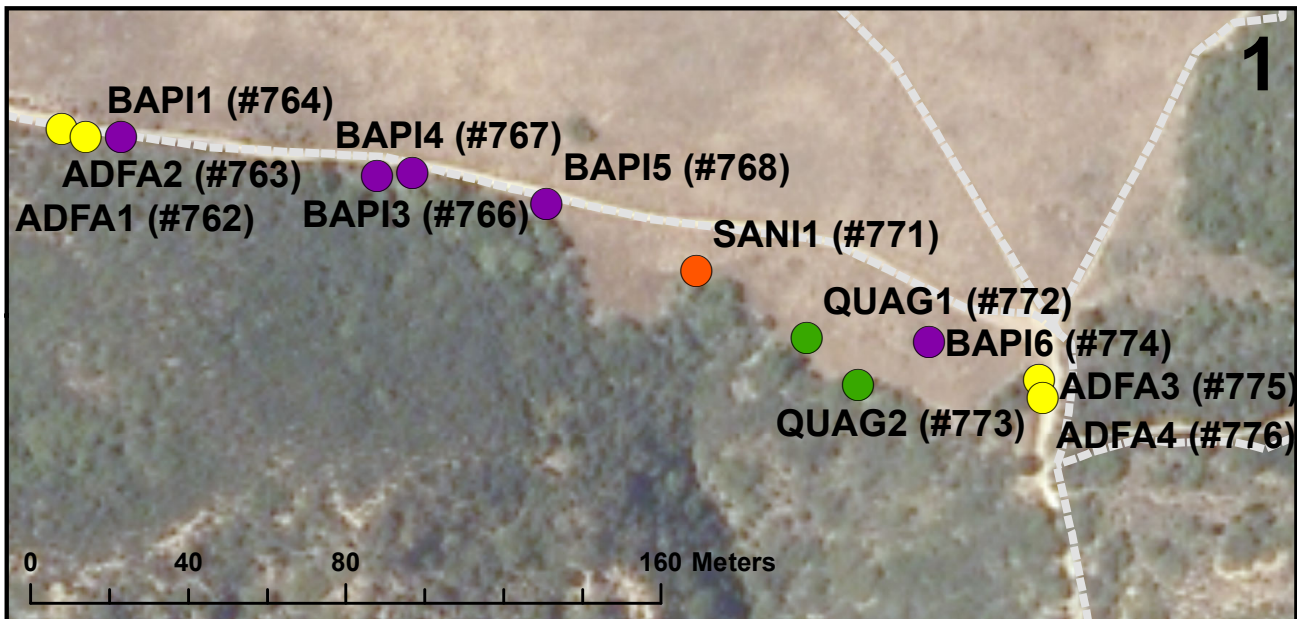 1
BAPI1 (#764)
BAPI4 (#767)
BAPI5 (#768)
ADFA2 (#763)
ADFA1 (#762)
BAPI3 (#766)
SANI1 (#771)
QUAG1 (#772)
BAPI6 (#774)
ADFA3 (#775)
QUAG2 (#773)
ADFA4 (#776)
0 40 80 160 Meters